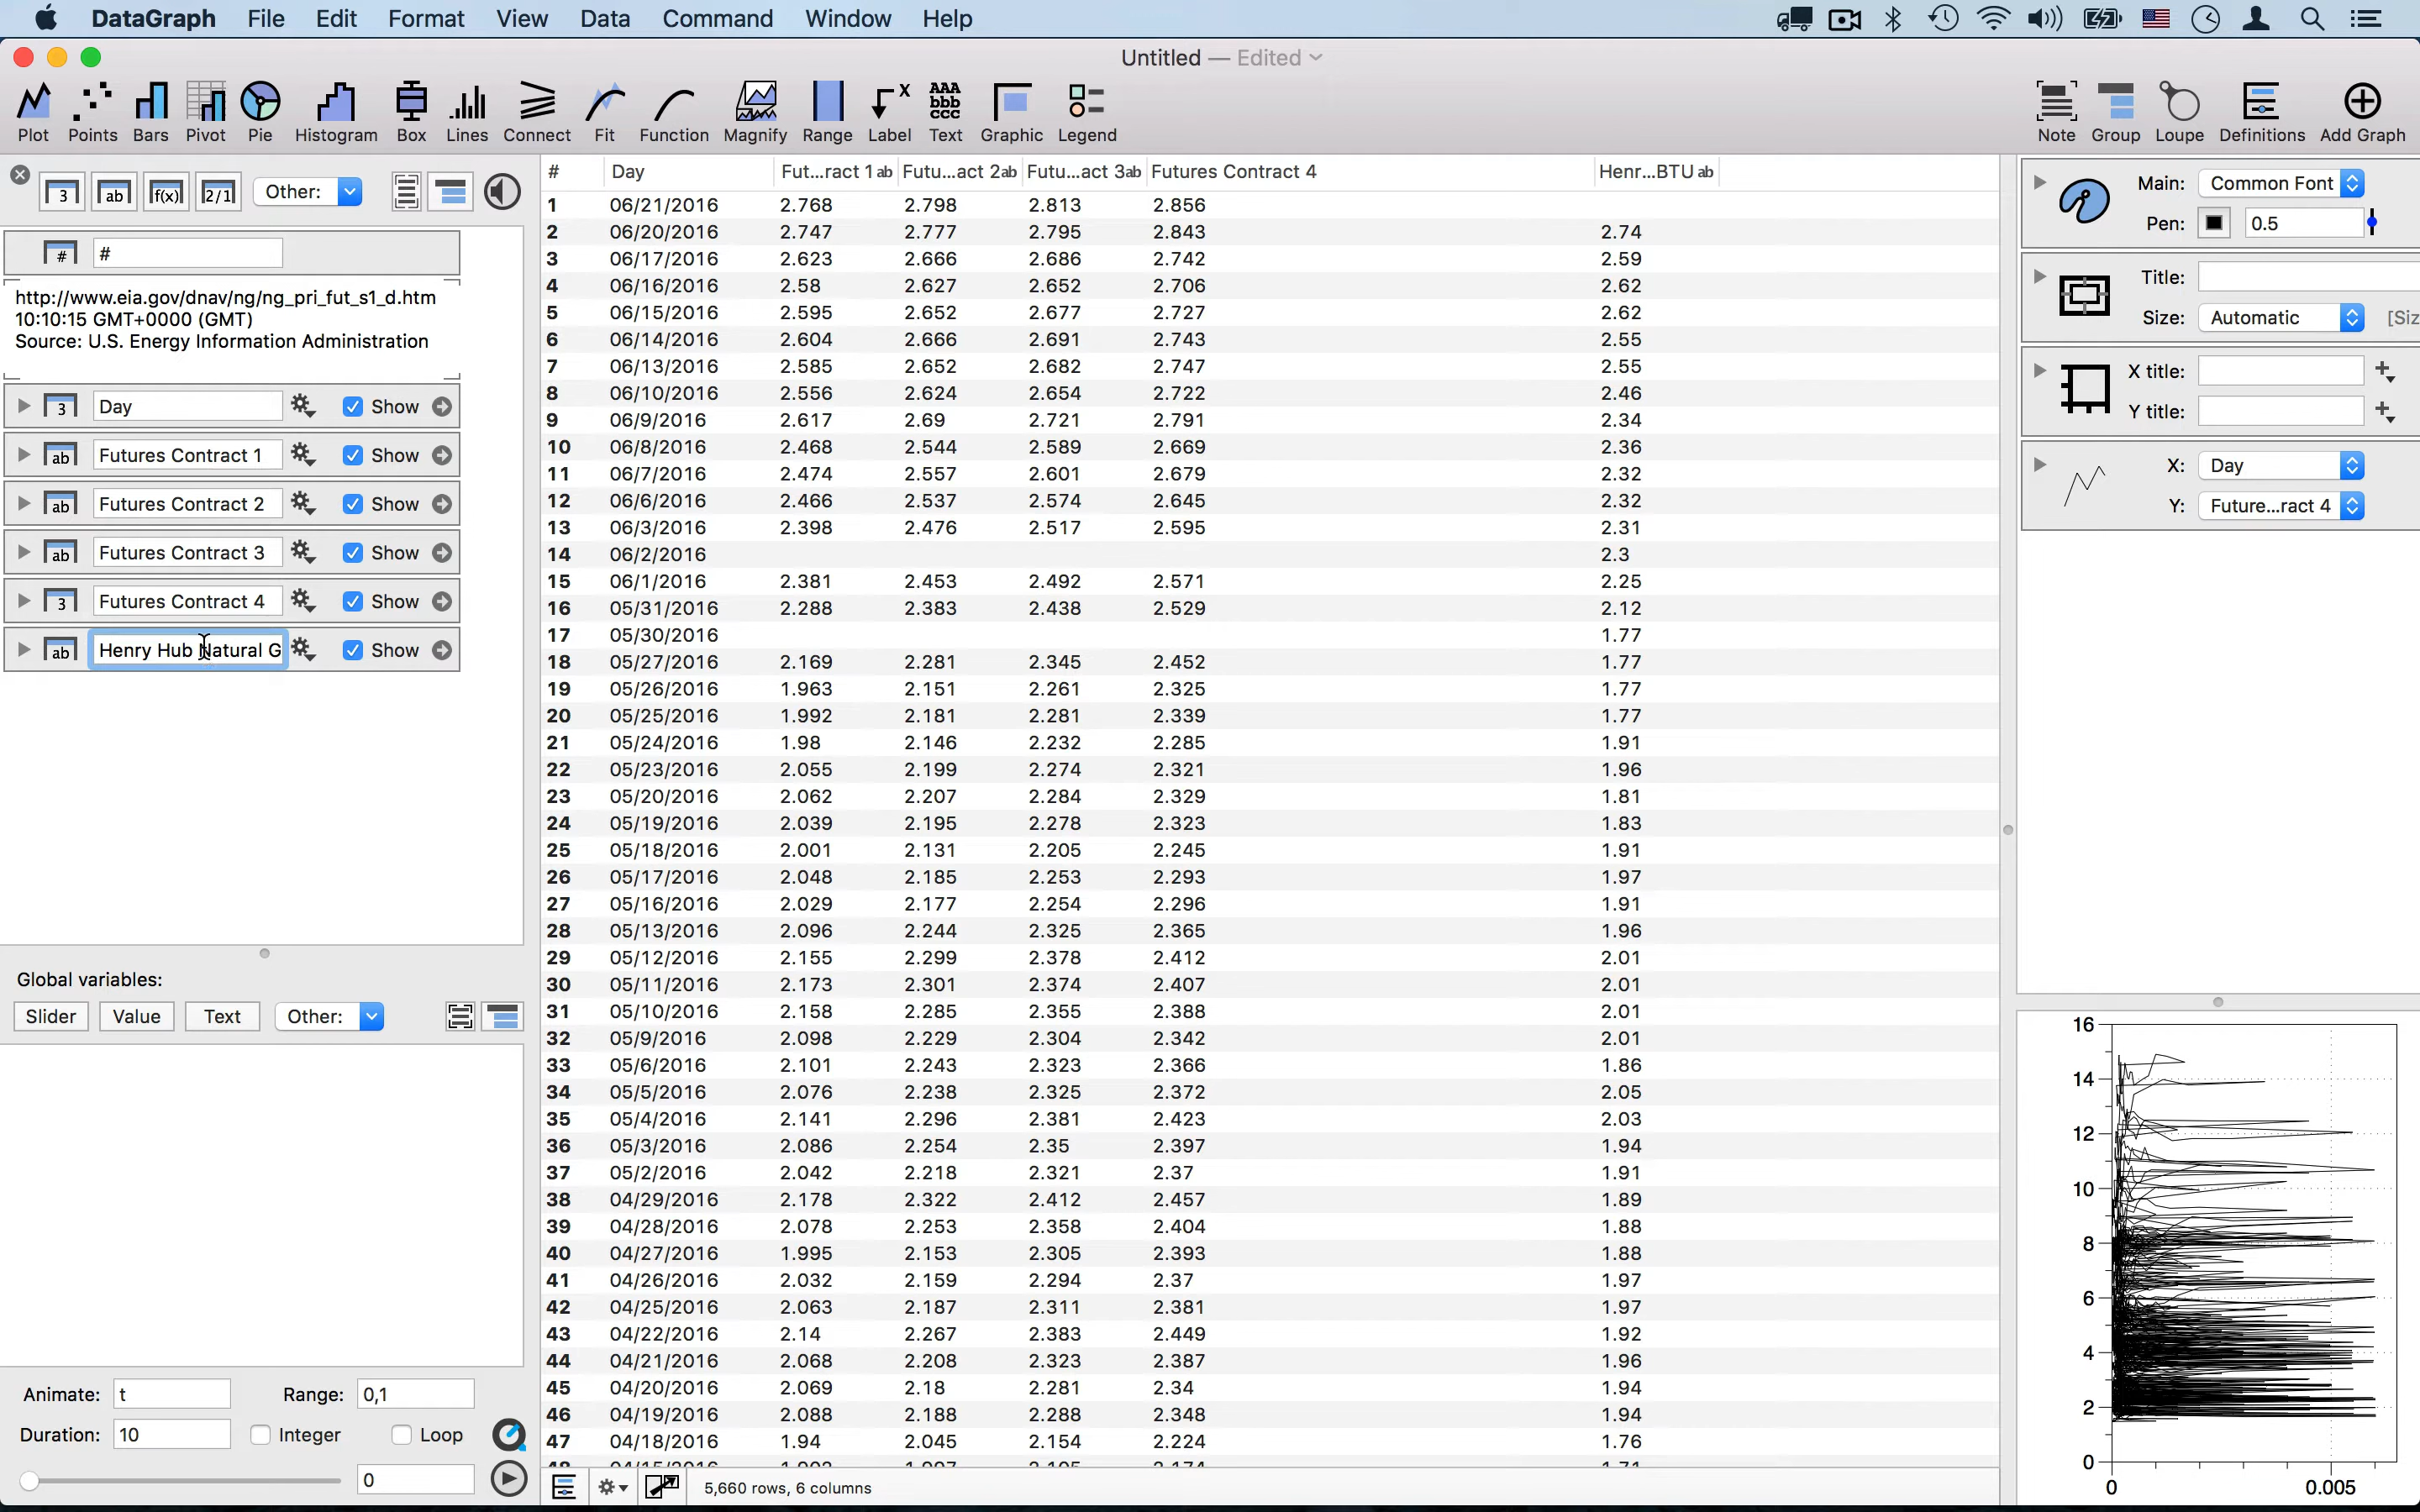 DataGraph File Edit Format View Data Command Window Help
Untitled — Edited
Plot Points Bars Pivot Pie Histogram Box Lines Connect Fit Function Magnify Range Label Text Graphic Legend Note Group Loupe Definitions Add Graph
3 ab f(x) 2/1 Other:
# #
http://www.eia.gov/dnav/ng/ng_pri_fut_s1_d.htm
10:10:15 GMT+0000 (GMT)
Source: U.S. Energy Information Administration
3 Day Show
ab Futures Contract 1 Show
ab Futures Contract 2 Show
ab Futures Contract 3 Show
3 Futures Contract 4 Show
ab Henry Hub Natural G Show
Global variables:
Slider Value Text Other:
Animate: t Range: 0,1
Duration: 10 Integer Loop
0
# Day Fut...ract 1 ab Futu...act 2 ab Futu...act 3 ab Futures Contract 4 Henr...BTU ab
1 06/21/2016 2.768 2.798 2.813 2.856
2 06/20/2016 2.747 2.777 2.795 2.843 2.74
3 06/17/2016 2.623 2.666 2.686 2.742 2.59
4 06/16/2016 2.58 2.627 2.652 2.706 2.62
5 06/15/2016 2.595 2.652 2.677 2.727 2.62
6 06/14/2016 2.604 2.666 2.691 2.743 2.55
7 06/13/2016 2.585 2.652 2.682 2.747 2.55
8 06/10/2016 2.556 2.624 2.654 2.722 2.46
9 06/9/2016 2.617 2.69 2.721 2.791 2.34
10 06/8/2016 2.468 2.544 2.589 2.669 2.36
11 06/7/2016 2.474 2.557 2.601 2.679 2.32
12 06/6/2016 2.466 2.537 2.574 2.645 2.32
13 06/3/2016 2.398 2.476 2.517 2.595 2.31
14 06/2/2016 2.3
15 06/1/2016 2.381 2.453 2.492 2.571 2.25
16 05/31/2016 2.288 2.383 2.438 2.529 2.12
17 05/30/2016 1.77
18 05/27/2016 2.169 2.281 2.345 2.452 1.77
19 05/26/2016 1.963 2.151 2.261 2.325 1.77
20 05/25/2016 1.992 2.181 2.281 2.339 1.77
21 05/24/2016 1.98 2.146 2.232 2.285 1.91
22 05/23/2016 2.055 2.199 2.274 2.321 1.96
23 05/20/2016 2.062 2.207 2.284 2.329 1.81
24 05/19/2016 2.039 2.195 2.278 2.323 1.83
25 05/18/2016 2.001 2.131 2.205 2.245 1.91
26 05/17/2016 2.048 2.185 2.253 2.293 1.97
27 05/16/2016 2.029 2.177 2.254 2.296 1.91
28 05/13/2016 2.096 2.244 2.325 2.365 1.96
29 05/12/2016 2.155 2.299 2.378 2.412 2.01
30 05/11/2016 2.173 2.301 2.374 2.407 2.01
31 05/10/2016 2.158 2.285 2.355 2.388 2.01
32 05/9/2016 2.098 2.229 2.304 2.342 2.01
33 05/6/2016 2.101 2.243 2.323 2.366 1.86
34 05/5/2016 2.076 2.238 2.325 2.372 2.05
35 05/4/2016 2.141 2.296 2.381 2.423 2.03
36 05/3/2016 2.086 2.254 2.35 2.397 1.94
37 05/2/2016 2.042 2.218 2.321 2.37 1.91
38 04/29/2016 2.178 2.322 2.412 2.457 1.89
39 04/28/2016 2.078 2.253 2.358 2.404 1.88
40 04/27/2016 1.995 2.153 2.305 2.393 1.88
41 04/26/2016 2.032 2.159 2.294 2.37 1.97
42 04/25/2016 2.063 2.187 2.311 2.381 1.97
43 04/22/2016 2.14 2.267 2.383 2.449 1.92
44 04/21/2016 2.068 2.208 2.323 2.387 1.96
45 04/20/2016 2.069 2.18 2.281 2.34 1.94
46 04/19/2016 2.088 2.188 2.288 2.348 1.94
47 04/18/2016 1.94 2.045 2.154 2.224 1.76
5,660 rows, 6 columns
Main: Common Font
Pen: 0.5
Title:
Size: Automatic [Siz
X title:
Y title:
X: Day
Y: Future...ract 4
16
14
12
10
8
6
4
2
0
0 0.005